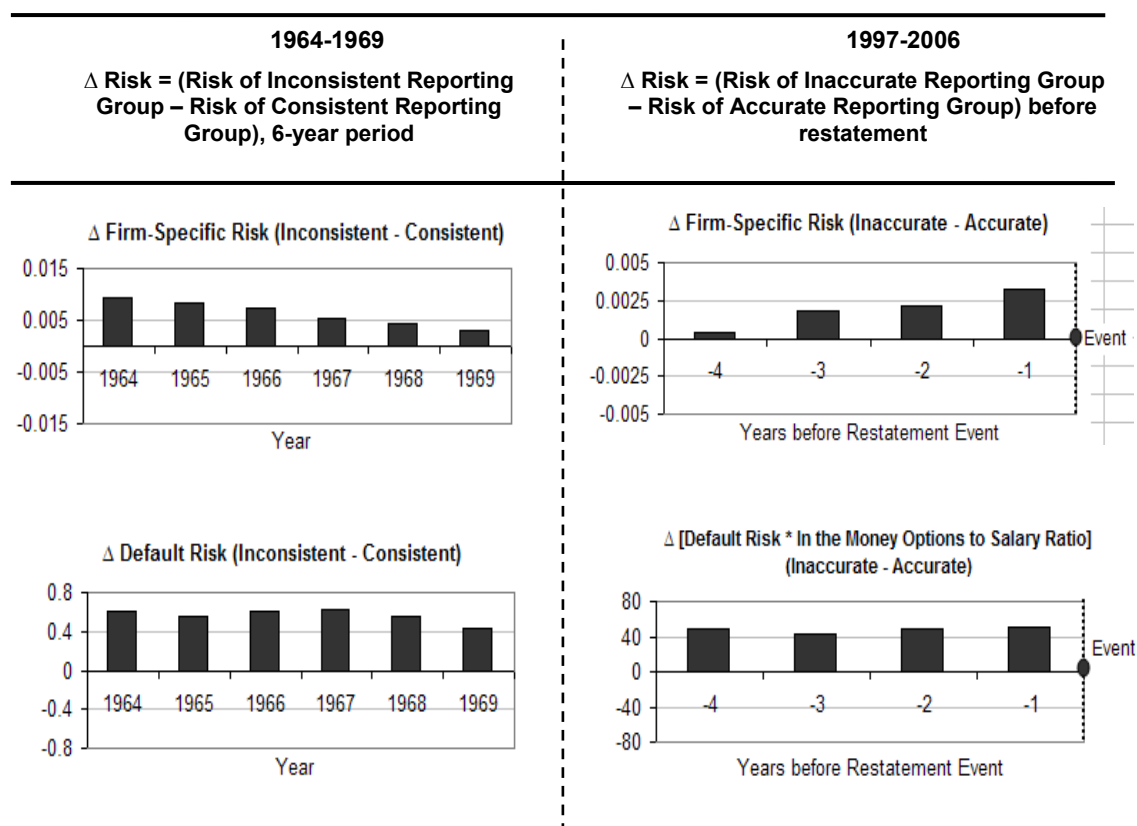 1964-1969
Δ Risk = (Risk of Inconsistent Reporting
Group – Risk of Consistent Reporting
Group), 6-year period
1997-2006
Δ Risk = (Risk of Inaccurate Reporting Group
– Risk of Accurate Reporting Group) before
restatement
Δ Firm-Specific Risk (Inconsistent - Consistent)
0.015
0.005
-0.005
-0.015
1964 1965 1966 1967 1968 1969
Year
Δ Firm-Specific Risk (Inaccurate - Accurate)
0.005
0.0025
0
-0.0025
-0.005
-4 -3 -2 -1
Event
Years before Restatement Event
Δ Default Risk (Inconsistent - Consistent)
0.8
0.4
0
-0.4
-0.8
1964 1965 1966 1967 1968 1969
Year
Δ [Default Risk * In the Money Options to Salary Ratio]
(Inaccurate - Accurate)
80
40
0
-40
-80
-4 -3 -2 -1
Event
Years before Restatement Event